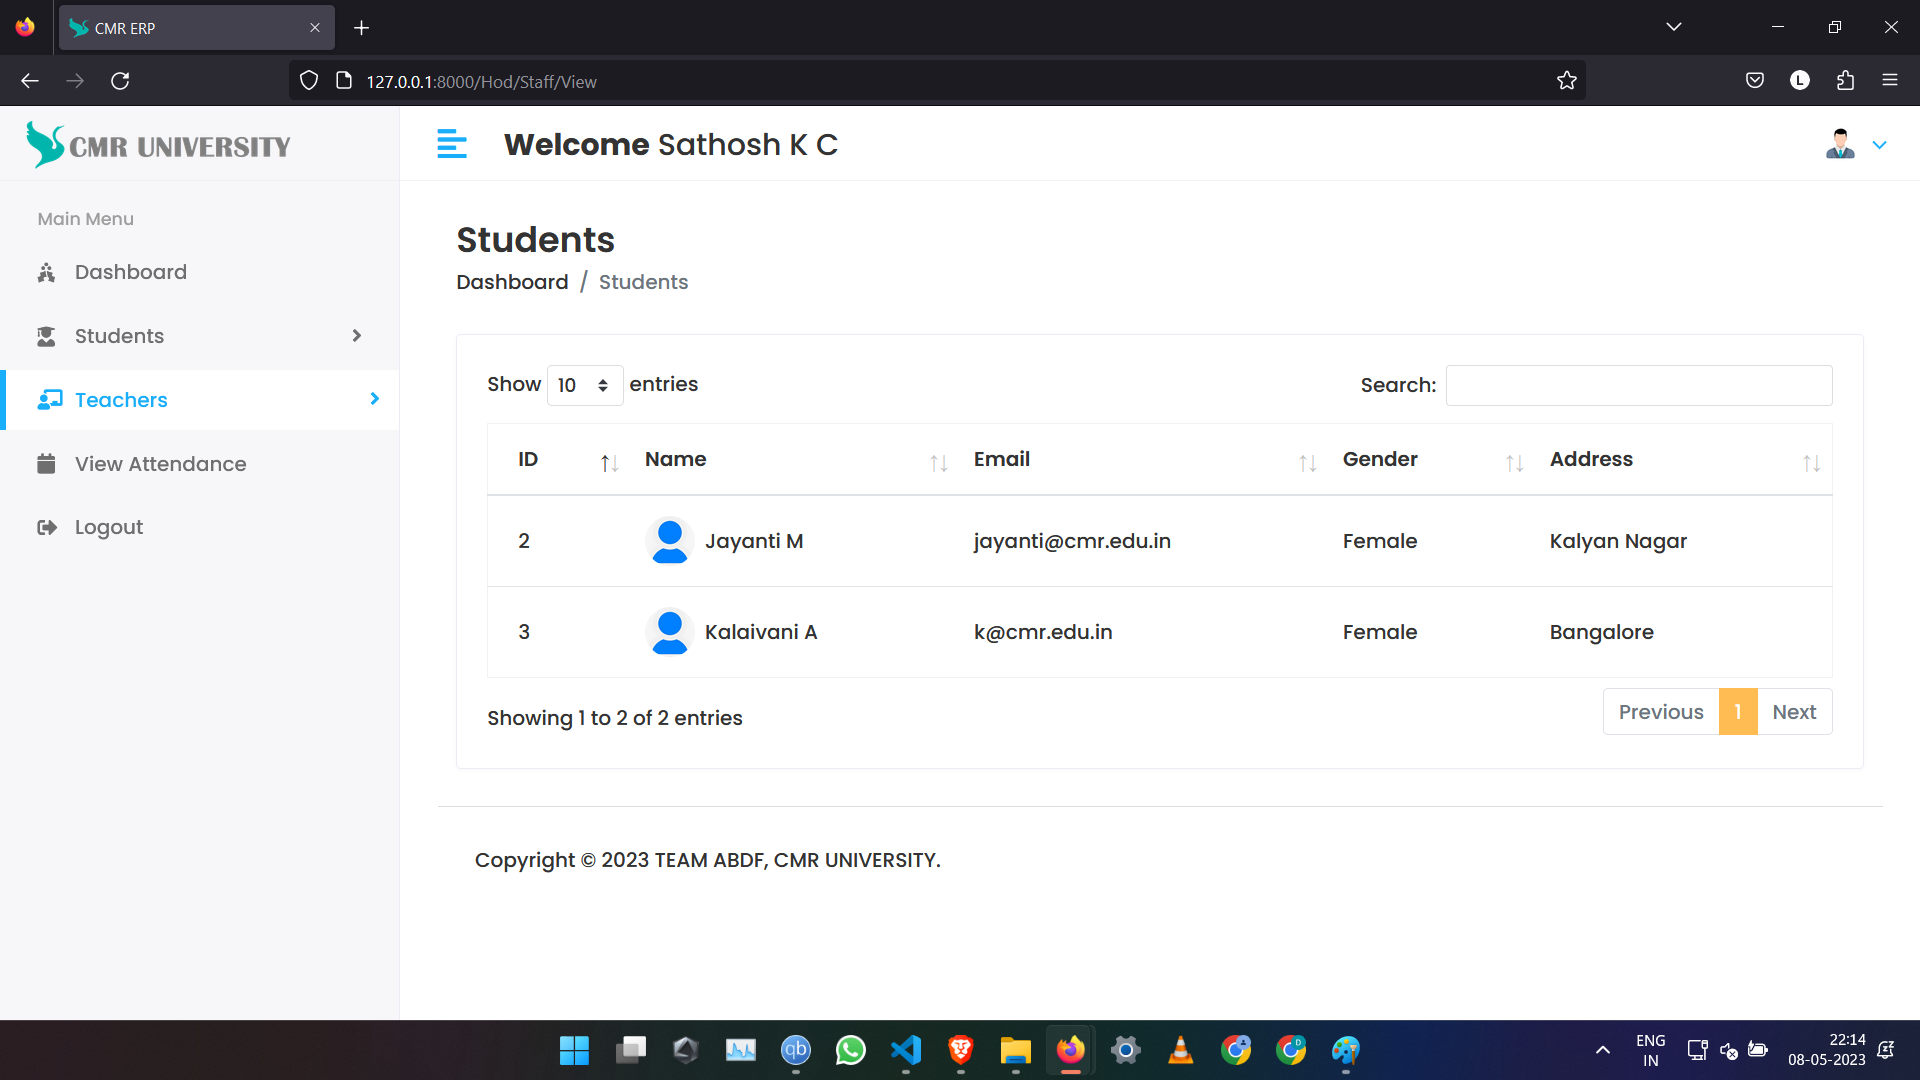 CMR ERP
127.0.0.1:8000/Hod/Staff/View
L
CMR UNIVERSITY
Welcome Sathosh K C
Main Menu
Dashboard
Students
Teachers
View Attendance
Logout
Students
Dashboard / Students
Show 10 entries
Search:
ID Name Email Gender Address
2 Jayanti M jayanti@cmr.edu.in Female Kalyan Nagar
3 Kalaivani A k@cmr.edu.in Female Bangalore
Showing 1 to 2 of 2 entries
Previous 1 Next
Copyright © 2023 TEAM ABDF, CMR UNIVERSITY.
qb
D
ENG
IN
22:14
08-05-2023